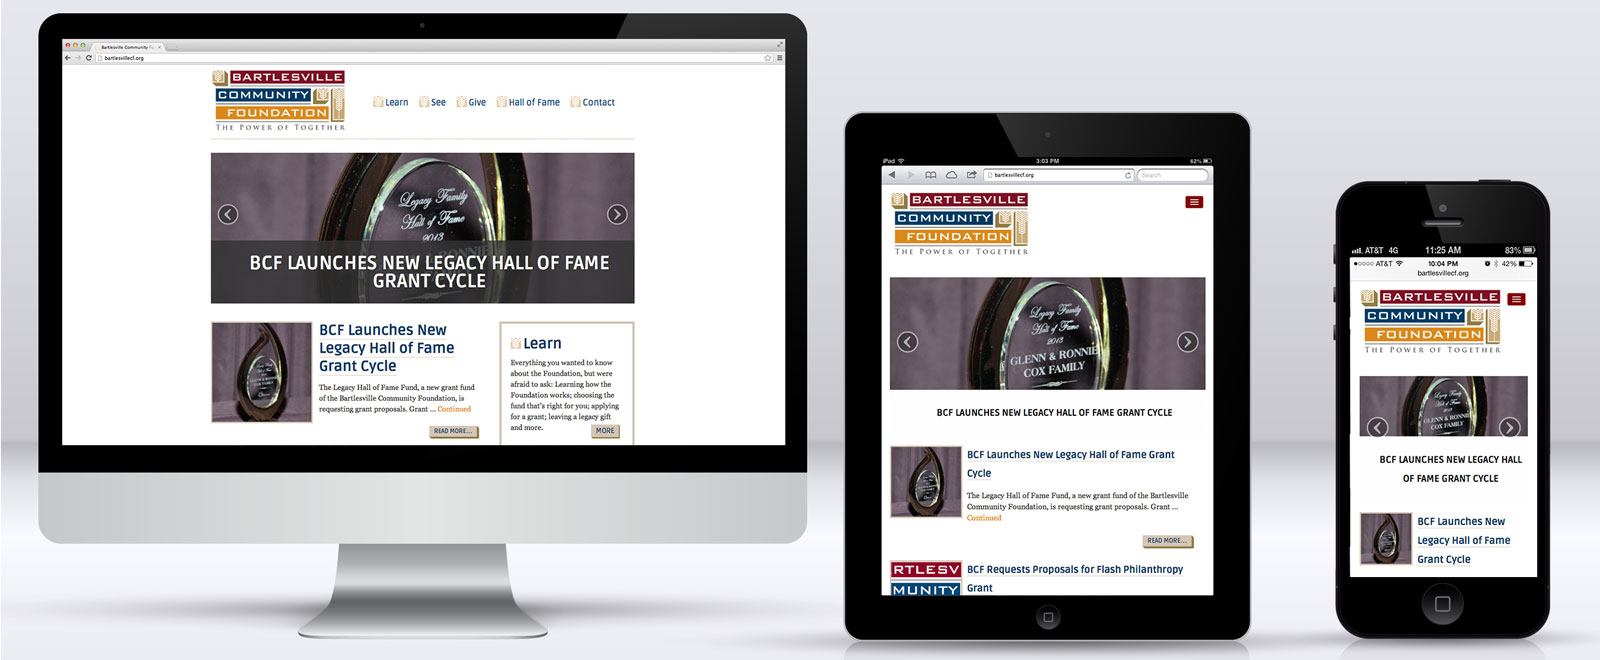 Bartlesville Community Fo
bartlesvillecf.org
BARTLESVILLE
COMMUNITY
FOUNDATION
THE POWER OF TOGETHER
Learn
See
Give
Hall of Fame
Contact
Legacy Family
Hall of Fame
2013
BCF LAUNCHES NEW LEGACY HALL OF FAME
GRANT CYCLE
BCF Launches New
Legacy Hall of Fame
Grant Cycle
The Legacy Hall of Fame Fund, a new grant fund
of the Bartlesville Community Foundation, is
requesting grant proposals. Grant ... Continued
READ MORE...
Learn
Everything you wanted to know
about the Foundation, but were
afraid to ask: Learning how the
Foundation works; choosing the
fund that's right for you; applying
for a grant; leaving a legacy gift
and more.
MORE
iPad
3:03 PM
62%
bartlesvillecf.org
Search
BARTLESVILLE
COMMUNITY
FOUNDATION
THE POWER OF TOGETHER
Legacy Family
Hall of Fame
2013
GLENN & RONNIE
COX FAMILY
BCF LAUNCHES NEW LEGACY HALL OF FAME GRANT CYCLE
BCF Launches New Legacy Hall of Fame Grant
Cycle
The Legacy Hall of Fame Fund, a new grant fund of the Bartlesville
Community Foundation, is requesting grant proposals. Grant ...
Continued
READ MORE...
RTLESV
MUNITY
BCF Requests Proposals for Flash Philanthropy
Grant
AT&T 4G
11:25 AM
83%
AT&T
10:04 PM
42%
bartlesvillecf.org
BARTLESVILLE
COMMUNITY
FOUNDATION
THE POWER OF TOGETHER
Legacy Family
Hall of Fame
2013
GLENN & RONNIE
COX FAMILY
BCF LAUNCHES NEW LEGACY HALL
OF FAME GRANT CYCLE
BCF Launches New
Legacy Hall of Fame
Grant Cycle